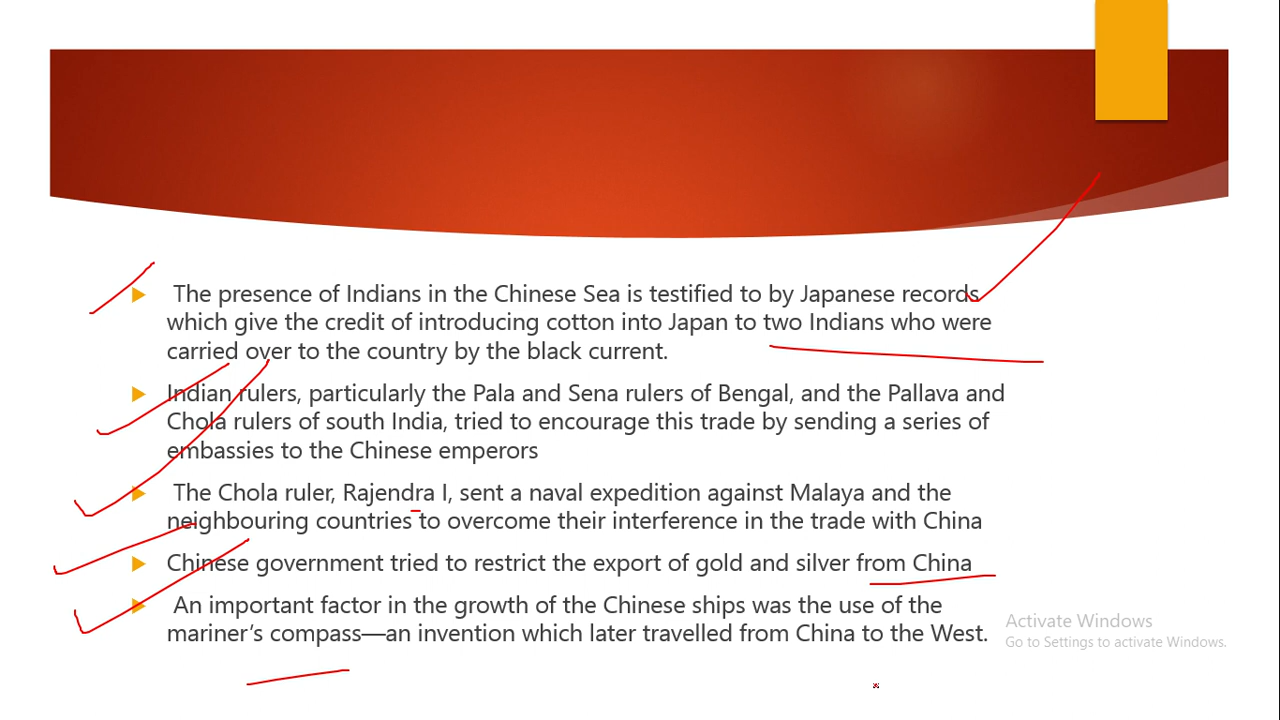 The presence of Indians in the Chinese Sea is testified to by Japanese records
which give the credit of introducing cotton into Japan to two Indians who were
carried over to the country by the black current.
Indian rulers, particularly the Pala and Sena rulers of Bengal, and the Pallava and
Chola rulers of south India, tried to encourage this trade by sending a series of
embassies to the Chinese emperors
The Chola ruler, Rajendra I, sent a naval expedition against Malaya and the
neighbouring countries to overcome their interference in the trade with China
Chinese government tried to restrict the export of gold and silver from China
An important factor in the growth of the Chinese ships was the use of the
mariner’s compass—an invention which later travelled from China to the West.
Activate Windows
Go to Settings to activate Windows.